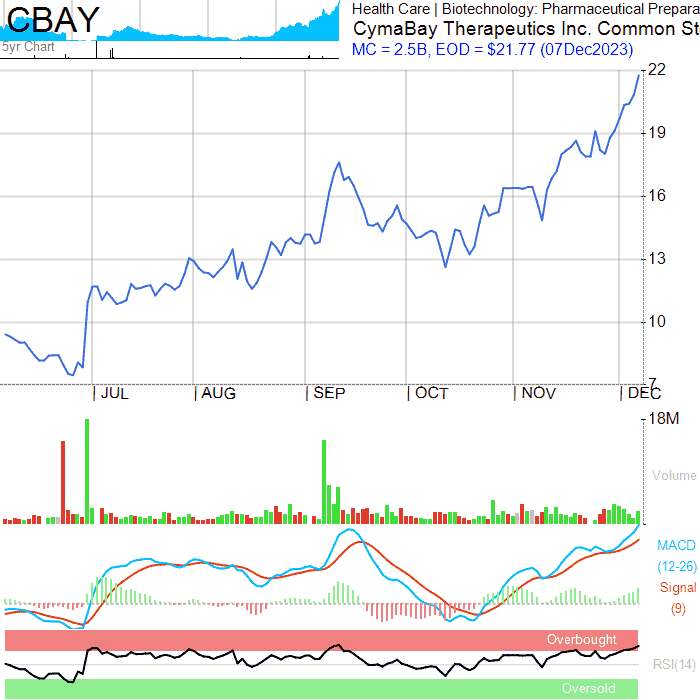 CBAY
5yr Chart
Health Care | Biotechnology: Pharmaceutical Prepara
CymaBay Therapeutics Inc. Common St
MC = 2.5B, EOD = $21.77 (07Dec2023)
22
19
16
13
10
7
| JUL | AUG | SEP | OCT | NOV | DEC
18M
Volume
MACD
(12-26)
Signal
(9)
Overbought
RSI(14)
Oversold